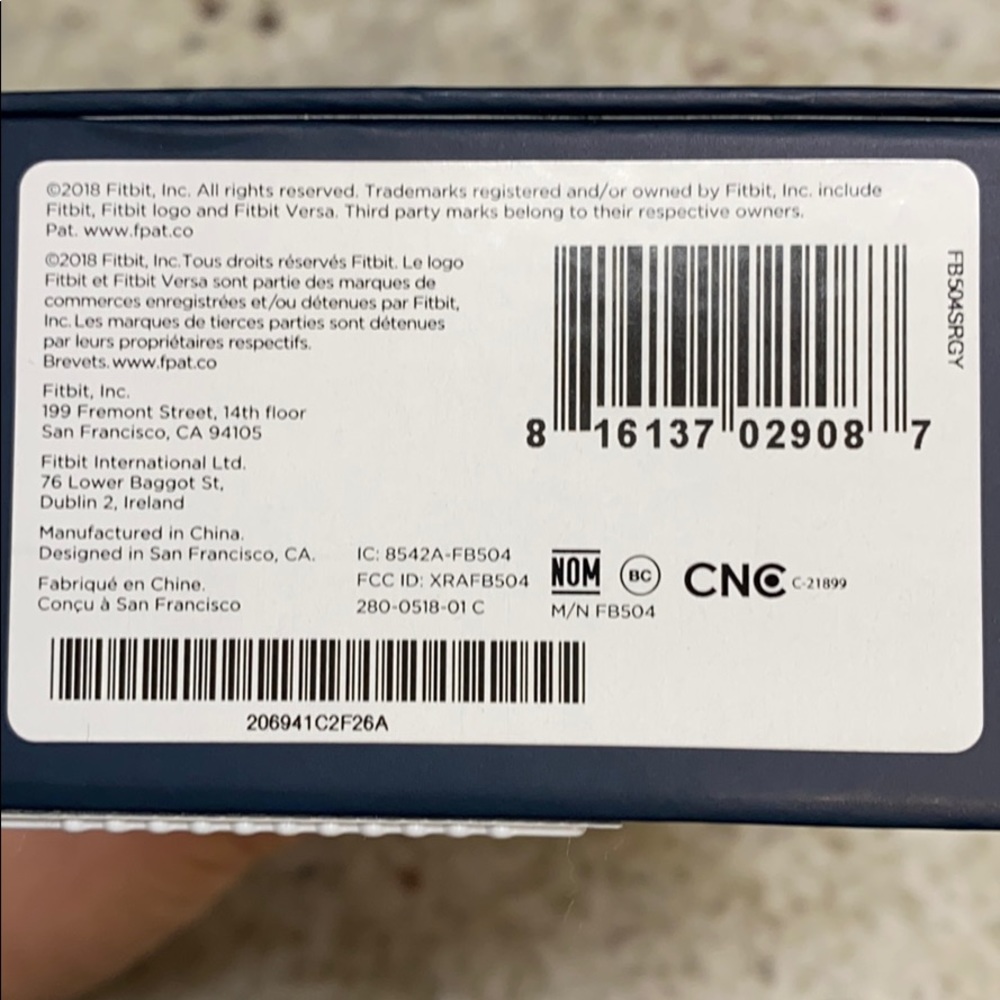 ©2018 Fitbit, Inc. All rights reserved. Trademarks registered and/or owned by Fitbit, Inc. include
Fitbit, Fitbit logo and Fitbit Versa. Third party marks belong to their respective owners.
Pat. www.fpat.co
©2018 Fitbit, Inc.Tous droits réservés Fitbit. Le logo
Fitbit et Fitbit Versa sont partie des marques de
commerces enregistrées et/ou détenues par Fitbit,
Inc. Les marques de tierces parties sont détenues
par leurs propriétaires respectifs.
Brevets. www.fpat.co
Fitbit, Inc.
199 Fremont Street, 14th floor
San Francisco, CA 94105
Fitbit International Ltd.
76 Lower Baggot St,
Dublin 2, Ireland
Manufactured in China.
Designed in San Francisco, CA.
Fabriqué en Chine.
Conçu à San Francisco
IC: 8542A-FB504
FCC ID: XRAFB504
280-0518-01 C
NOM
BC
M/N FB504
CNC C-21899
8 16137 02908 7
FB504SRGY
206941C2F26A